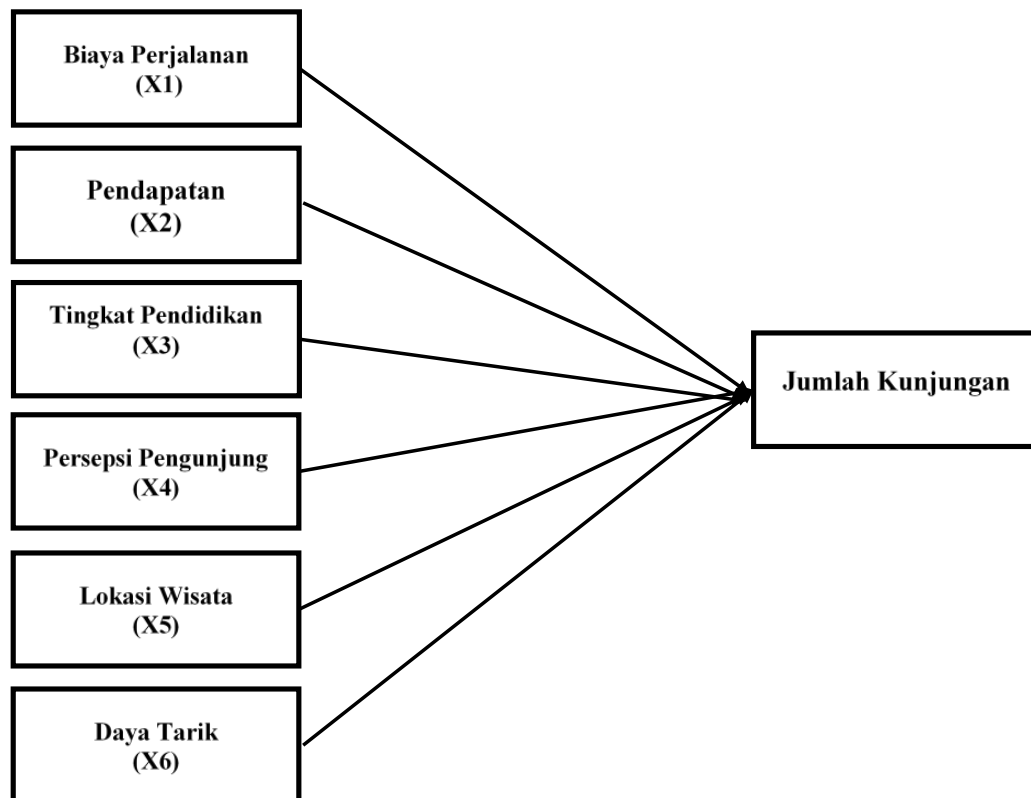 Biaya Perjalanan
(X1)
Pendapatan
(X2)
Tingkat Pendidikan
(X3)
Persepsi Pengunjung
(X4)
Lokasi Wisata
(X5)
Daya Tarik
(X6)
Jumlah Kunjungan